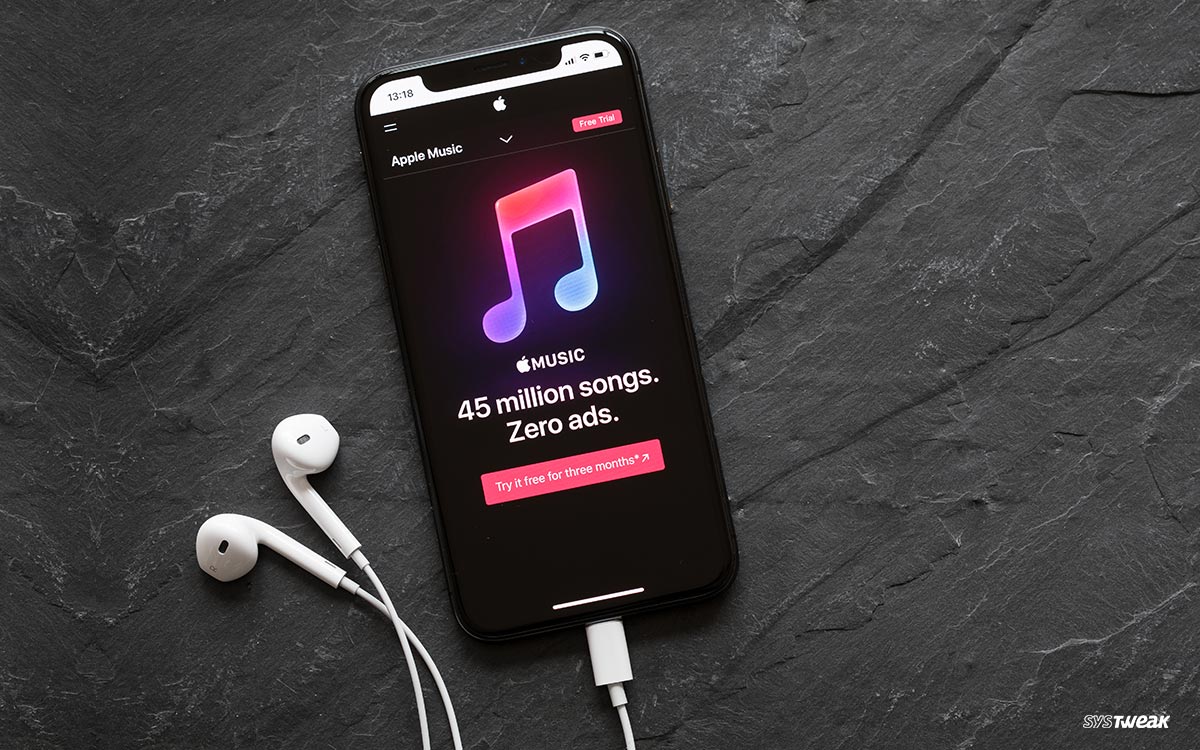 13:18
Free Trial
Apple Music
MUSIC
45 million songs.
Zero ads.
Try it free for three months*↗
SYSTWEAK